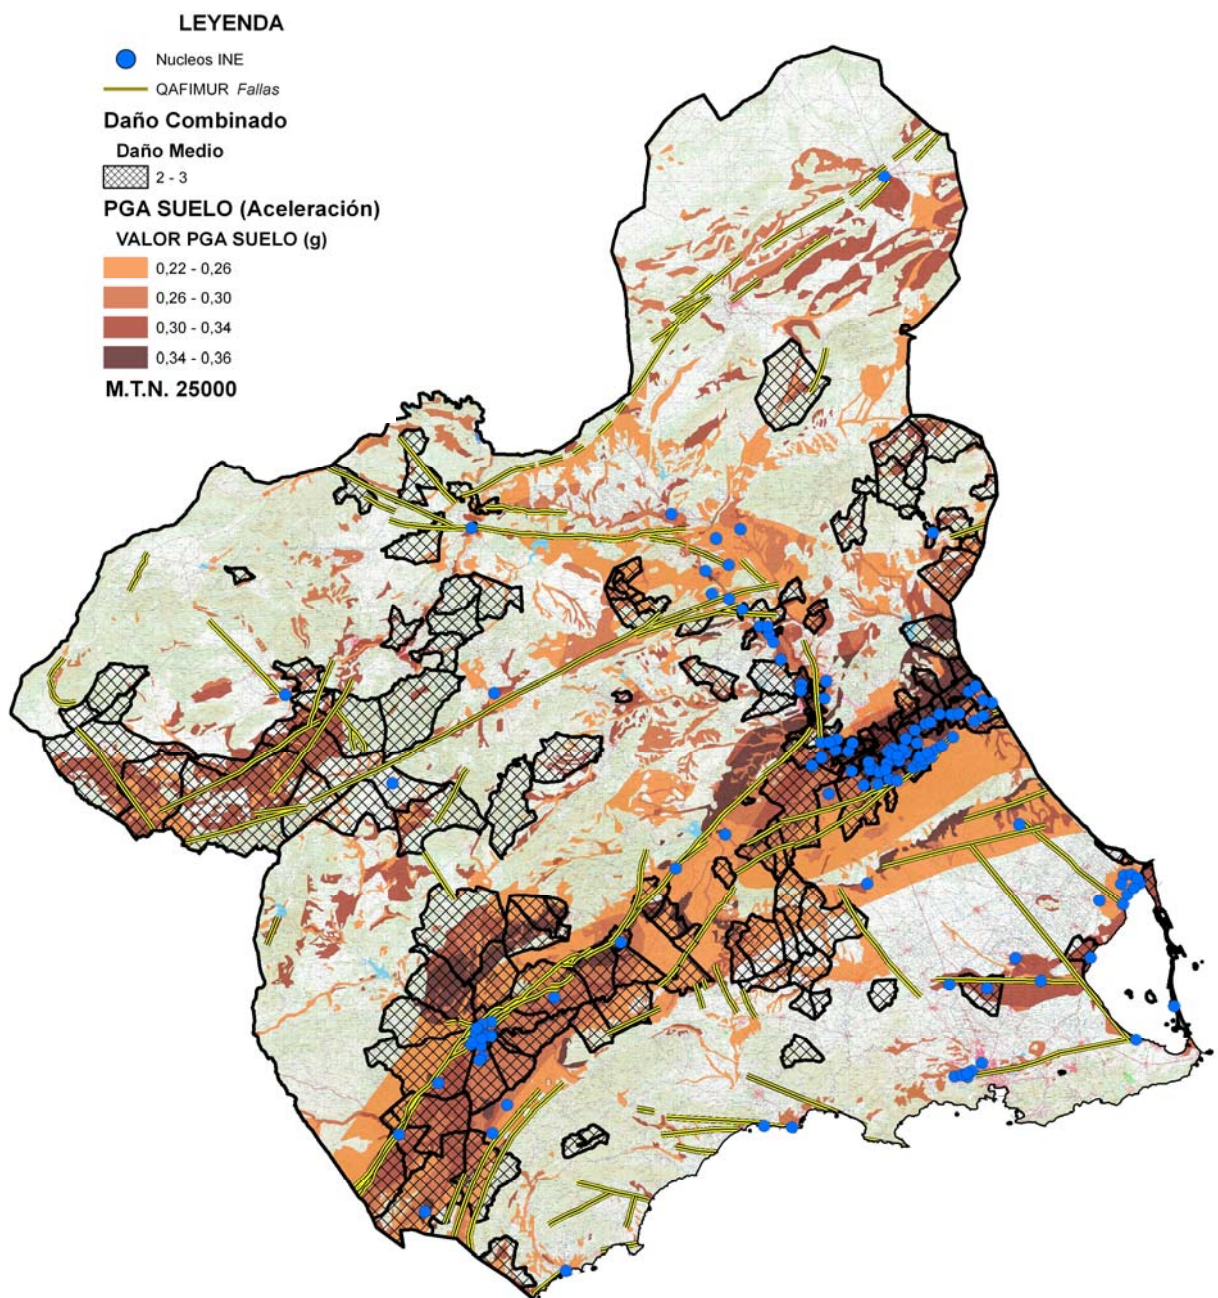 LEYENDA
Nucleos INE
QAFIMUR Fallas
Daño Combinado
Daño Medio
2 - 3
PGA SUELO (Aceleración)
VALOR PGA SUELO (g)
0,22 - 0,26
0,26 - 0,30
0,30 - 0,34
0,34 - 0,36
M.T.N. 25000